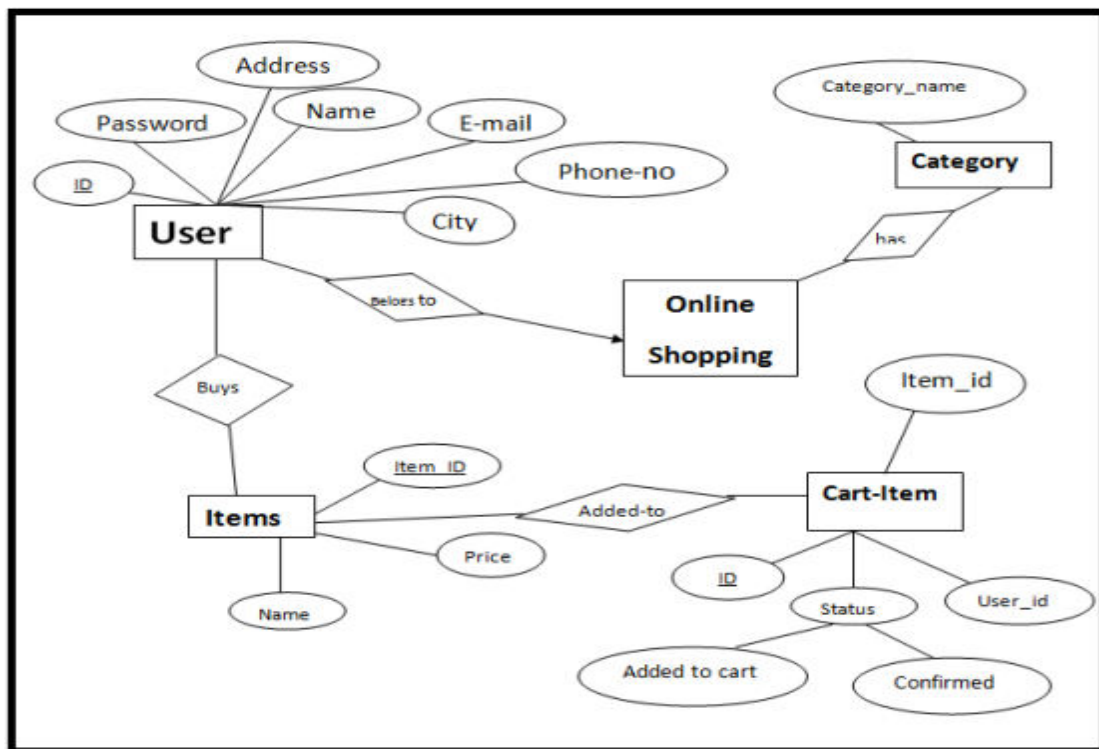 Address
Name
Password
E-mail
ID
Phone-no
City
User
Category_name
Category
has
to
Online
Shopping
Buys
Item_id
Item_ID
Items
Added-to
Cart-Item
Price
Name
ID
Status
User_id
Added to cart
Confirmed